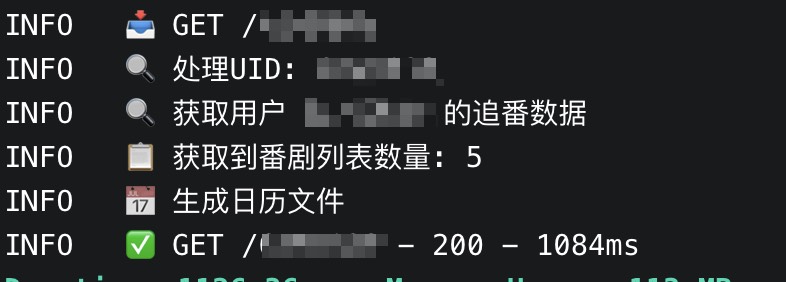 INFO 📥 GET /
INFO 🔍 处理UID:
INFO 🔍 获取用户 的追番数据
INFO 📋 获取到番剧列表数量: 5
INFO 📅 生成日历文件
INFO ✅ GET / - 200 - 1084ms